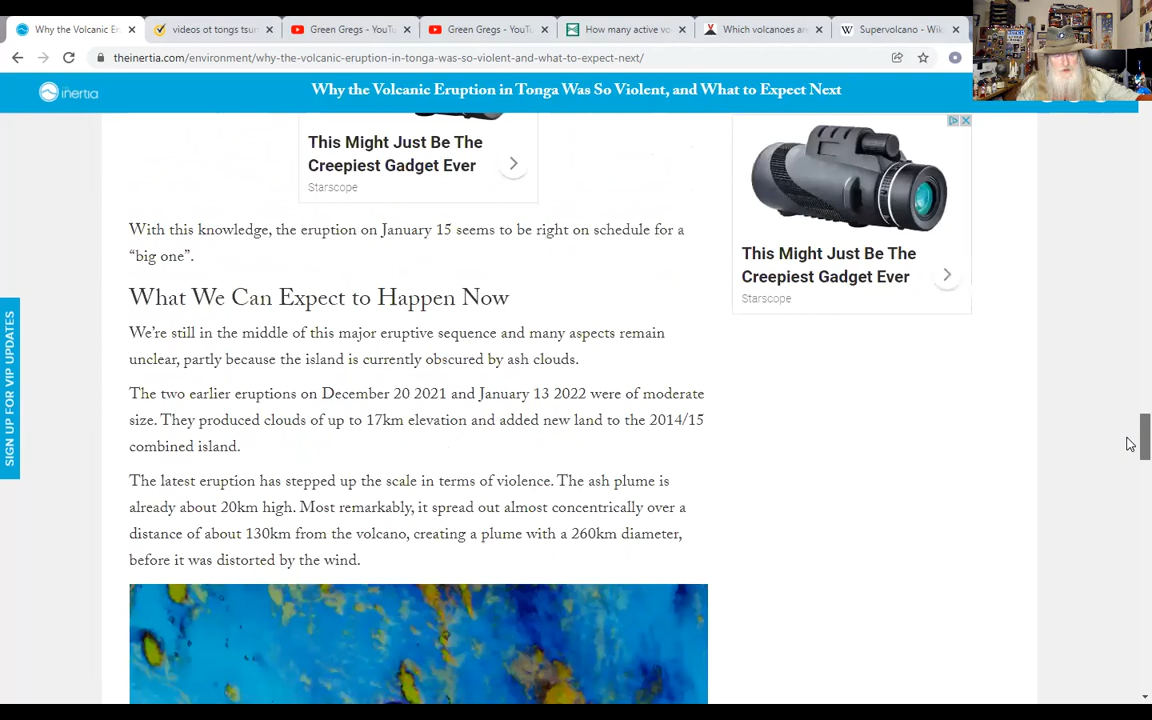 Why the Volcanic E
videos ot tongs tsun
Green Gregs - YouTu
Green Gregs - YouTu
How many active vo
Which volcanoes are
Supervolcano - Wiki
theinertia.com/environment/why-the-volcanic-eruption-in-tonga-was-so-violent-and-what-to-expect-next/
inertia
Why the Volcanic Eruption in Tonga Was So Violent, and What to Expect Next
This Might Just Be The
Creepiest Gadget Ever
Starscope
This Might Just Be The
Creepiest Gadget Ever
Starscope
With this knowledge, the eruption on January 15 seems to be right on schedule for a
“big one”.
What We Can Expect to Happen Now
We’re still in the middle of this major eruptive sequence and many aspects remain
unclear, partly because the island is currently obscured by ash clouds.
The two earlier eruptions on December 20 2021 and January 13 2022 were of moderate
size. They produced clouds of up to 17km elevation and added new land to the 2014/15
combined island.
The latest eruption has stepped up the scale in terms of violence. The ash plume is
already about 20km high. Most remarkably, it spread out almost concentrically over a
distance of about 130km from the volcano, creating a plume with a 260km diameter,
before it was distorted by the wind.
SIGN UP FOR VIP UPDATES